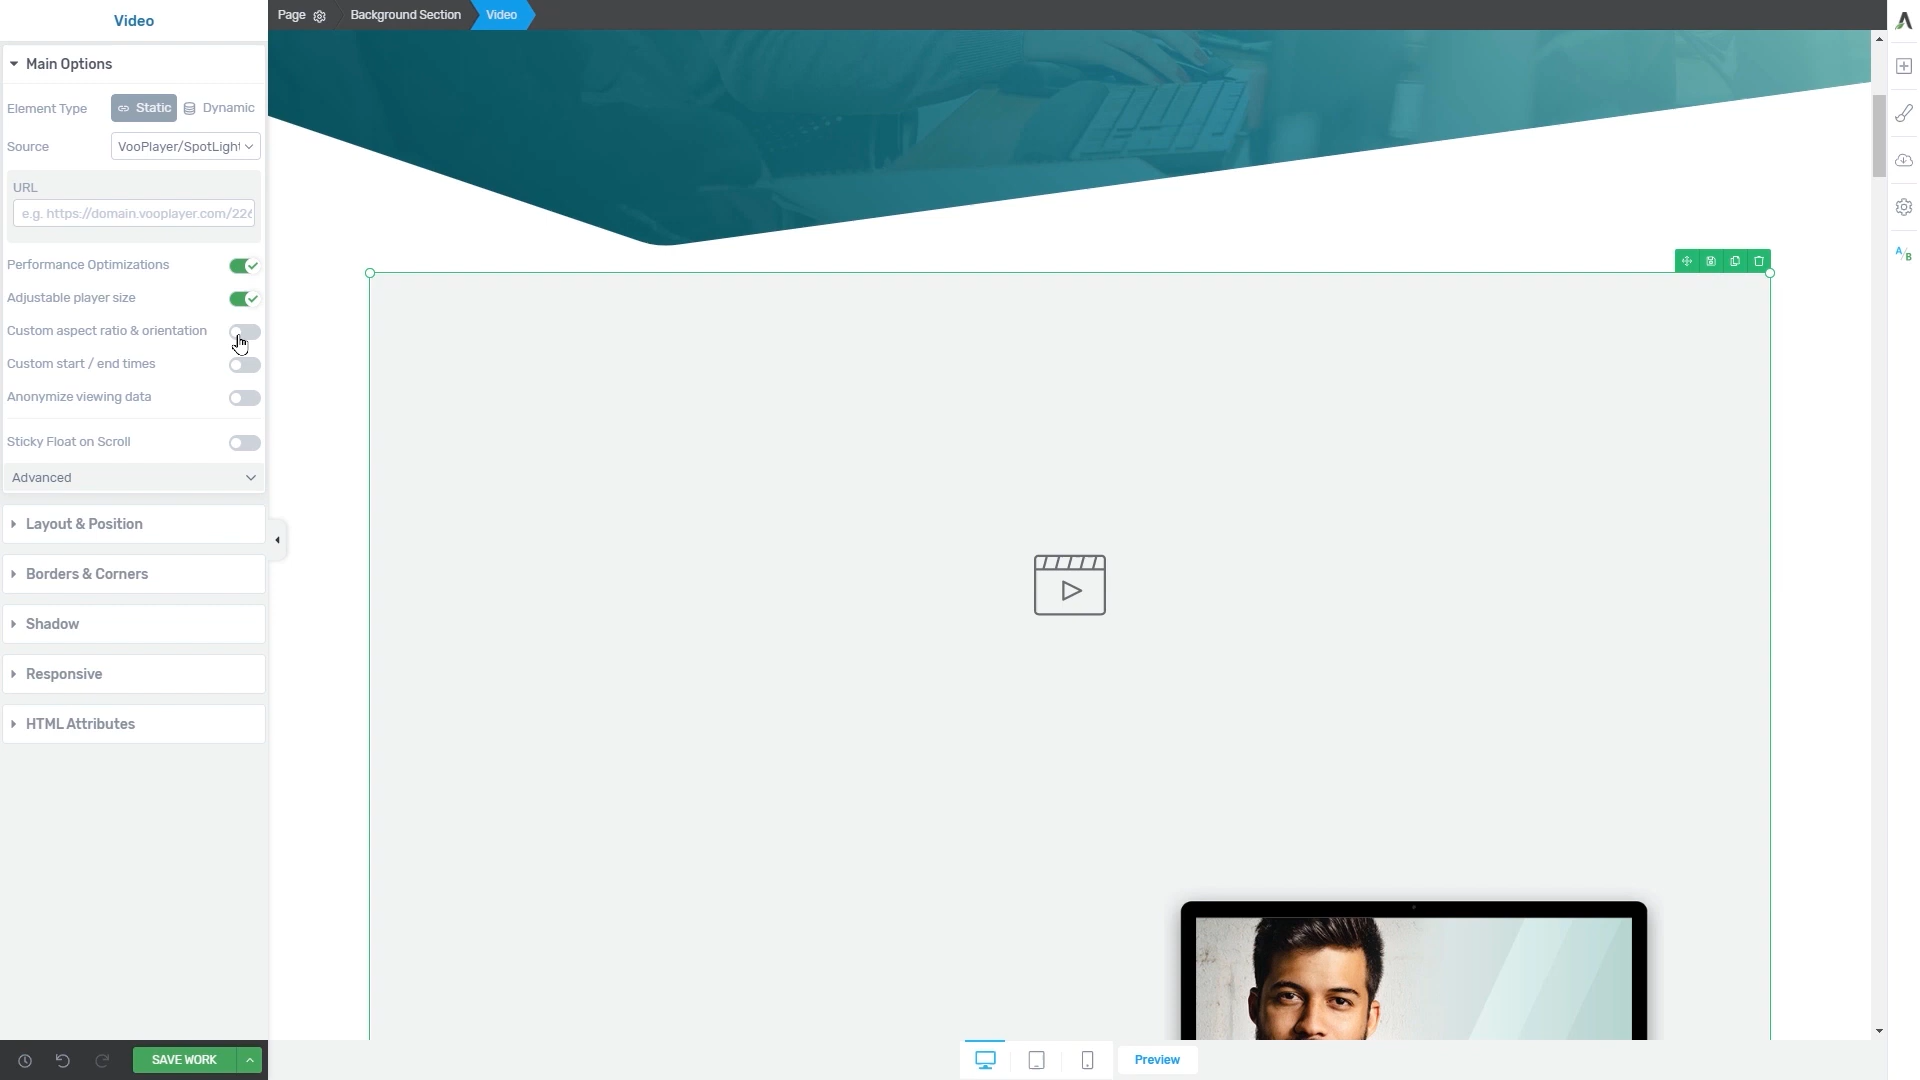 Video
Page
Background Section
Video
Main Options
Element Type
Static
Dynamic
Source
VooPlayer/SpotLight
URL
e.g. https://domain.vooplayer.com/226
Performance Optimizations
Adjustable player size
Custom aspect ratio & orientation
Custom start / end times
Anonymize viewing data
Sticky Float on Scroll
Advanced
Layout & Position
Borders & Corners
Shadow
Responsive
HTML Attributes
SAVE WORK
Preview
A/B